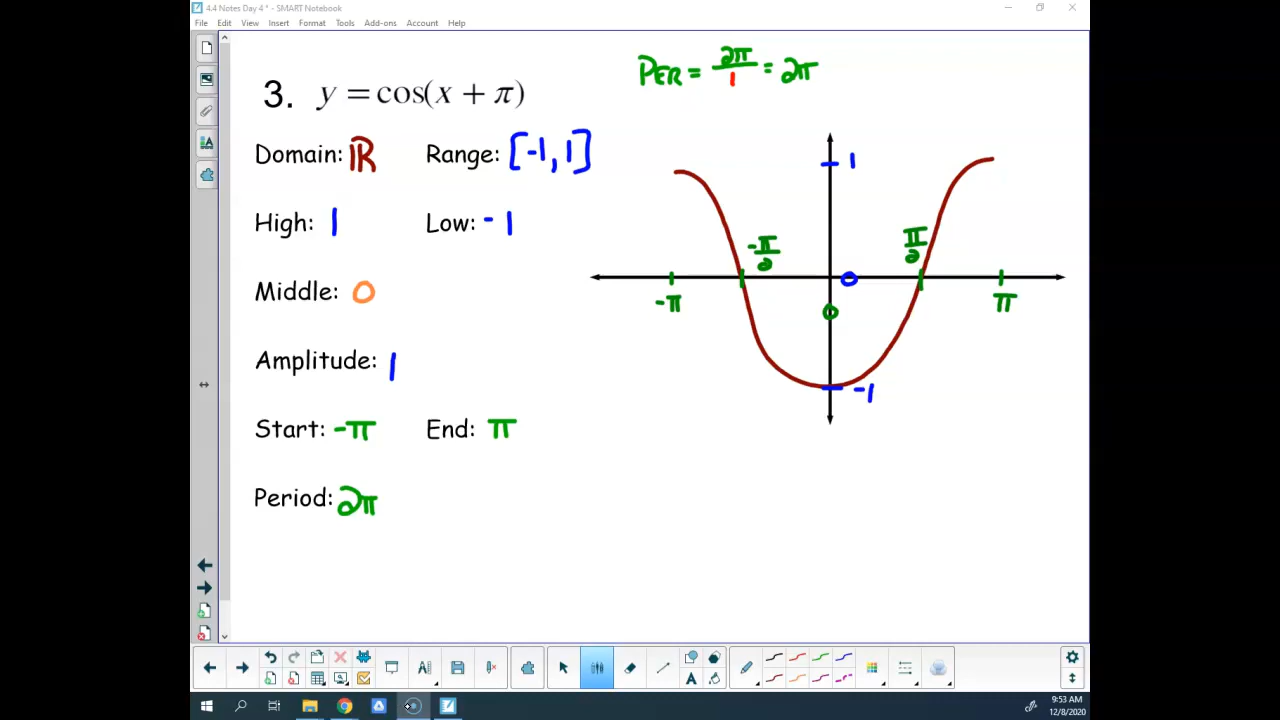 4.4 Notes Day 4 * - SMART Notebook
File Edit View Insert Format Tools Add-ons Account Help
PER = 2π/1 = 2π
3. y = cos(x + π)
Domain: ℝ Range: [-1, 1]
High: 1 Low: -1
Middle: 0
Amplitude: 1
Start: -π End: π
Period: 2π
1
-π/2 π/2
0
-π 0 π
-1
9:53 AM
12/8/2020